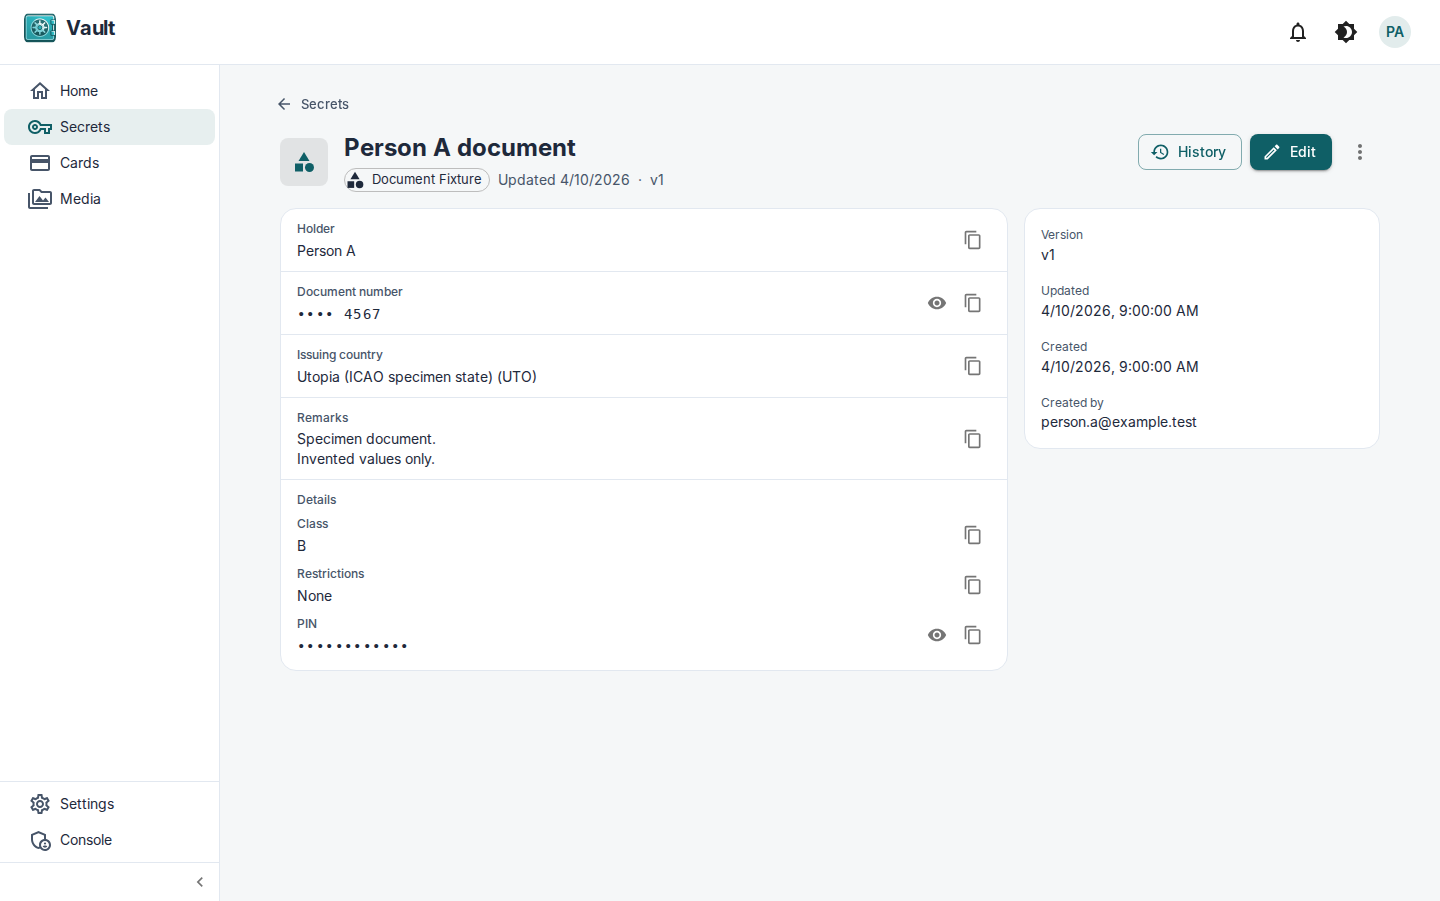 Vault
PA
Home
Secrets
Cards
Media
Settings
Console
Secrets
Person A document
Document Fixture
Updated 4/10/2026 · v1
History
Edit
Holder
Person A
Document number
•••• 4567
Issuing country
Utopia (ICAO specimen state) (UTO)
Remarks
Specimen document.
Invented values only.
Details
Class
B
Restrictions
None
PIN
••••••••••••
Version
v1
Updated
4/10/2026, 9:00:00 AM
Created
4/10/2026, 9:00:00 AM
Created by
person.a@example.test